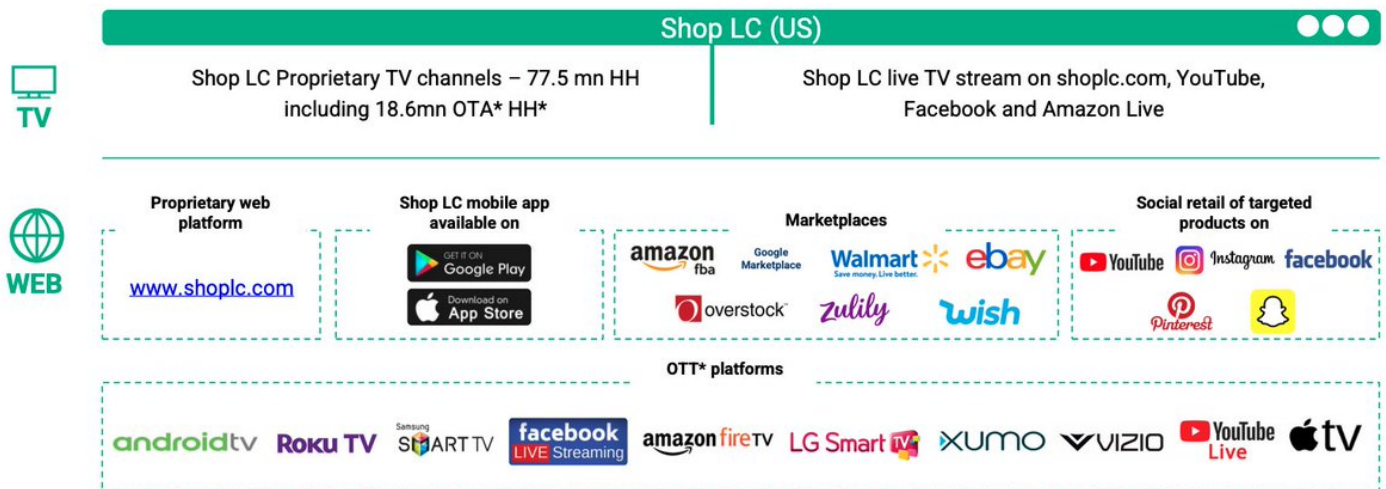 Shop LC (US)
TV
Shop LC Proprietary TV channels – 77.5 mn HH
including 18.6mn OTA* HH*
Shop LC live TV stream on shoplc.com, YouTube,
Facebook and Amazon Live
WEB
Proprietary web
platform
www.shoplc.com
Shop LC mobile app
available on
GET IT ON
Google Play
Download on
App Store
Marketplaces
amazon
fba
Google
Marketplace
Walmart
Save money. Live better.
ebay
overstock™
zulily
wish
Social retail of targeted
products on
YouTube
Instagram
facebook
Pinterest
OTT* platforms
androidtv
ROKU TV
Samsung
SMART TV
facebook
LIVE Streaming
amazon fireTV
LG Smart TV
XUMO
VIZIO
YouTube
Live
tv